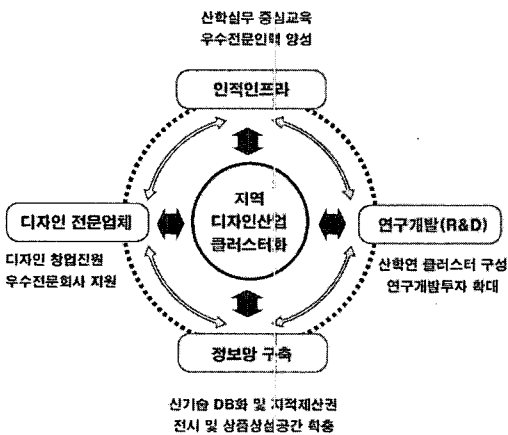 산학실무 중심교육
우수전문인력 양성
인적인프라
지역
디자인산업
클러스터화
디자인 전문업체
디자인 창업진원
우수전문회사 지원
연구개발(R&D)
산학연 클러스터 구성
연구개발투자 확대
정보망 구축
신기술 DB화 및 지적재산권
전시 및 상품상설공간 확충